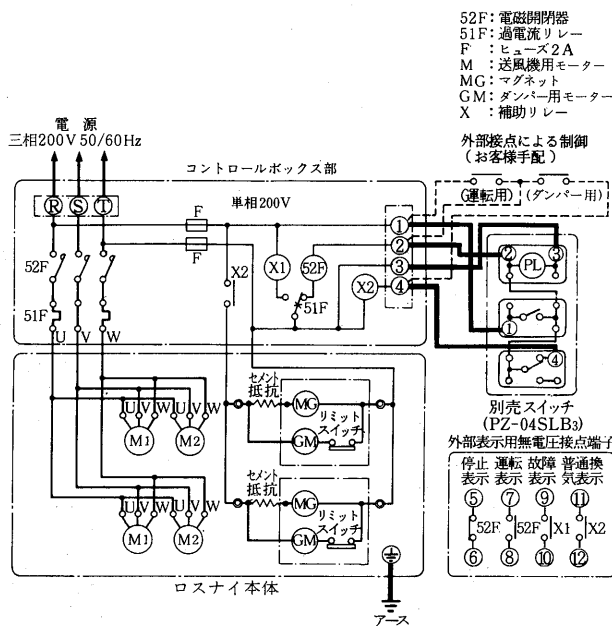 52F：電磁開閉器
51F：過電流リレー
F：ヒューズ2A
M：送風機用モーター
MG：マグネット
GM：ダンパー用モーター
X：補助リレー
電源
三相200V 50/60Hz
外部接点による制御
(お客様手配)
コントロールボックス部
(運転用)
(ダンパー用)
R S T
単相200V
F
F
①
②
③
④
52F
X2
X1
52F
X2
51F
51F
U V W
② ③
PL
①
④
別売スイッチ
(PZ-04SLB3)
セメント
抵抗
MG
リミット
スイッチ
GM
U V W U V W
M1 M2
セメント
抵抗
MG
リミット
スイッチ
GM
U V W U V W
M1 M2
外部表示用無電圧接点端子
停止表示 運転表示 故障表示 普通換気表示
⑤ ⑦ ⑨ ⑪
52F 52F X1 X2
⑥ ⑧ ⑩ ⑫
ロスナイ本体
アース